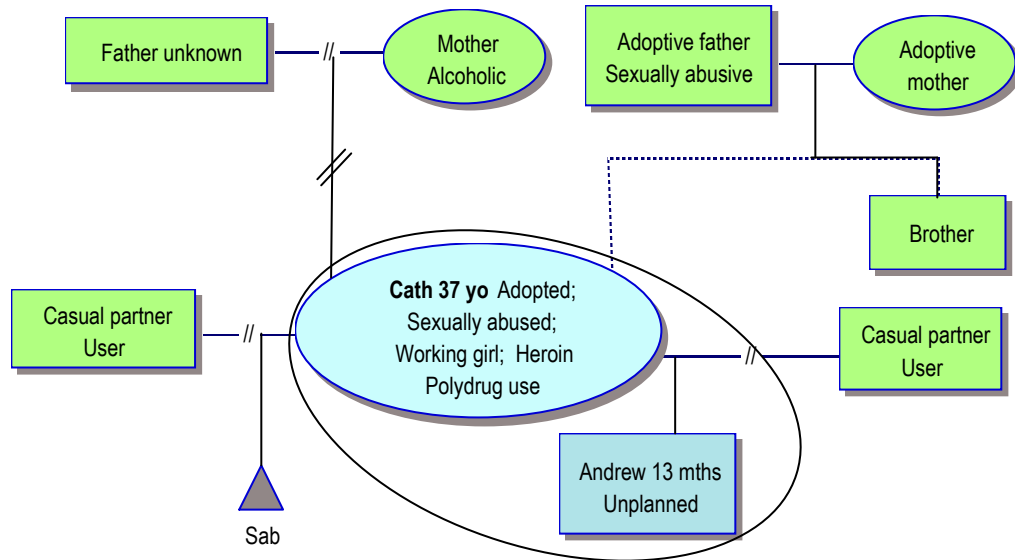 Father unknown
//
Mother
Alcoholic
Adoptive father
Sexually abusive
Adoptive
mother
//
Brother
Cath 37 yo Adopted;
Sexually abused;
Working girl; Heroin
Polydrug use
Casual partner
User
//
//
Casual partner
User
Andrew 13 mths
Unplanned
Sab